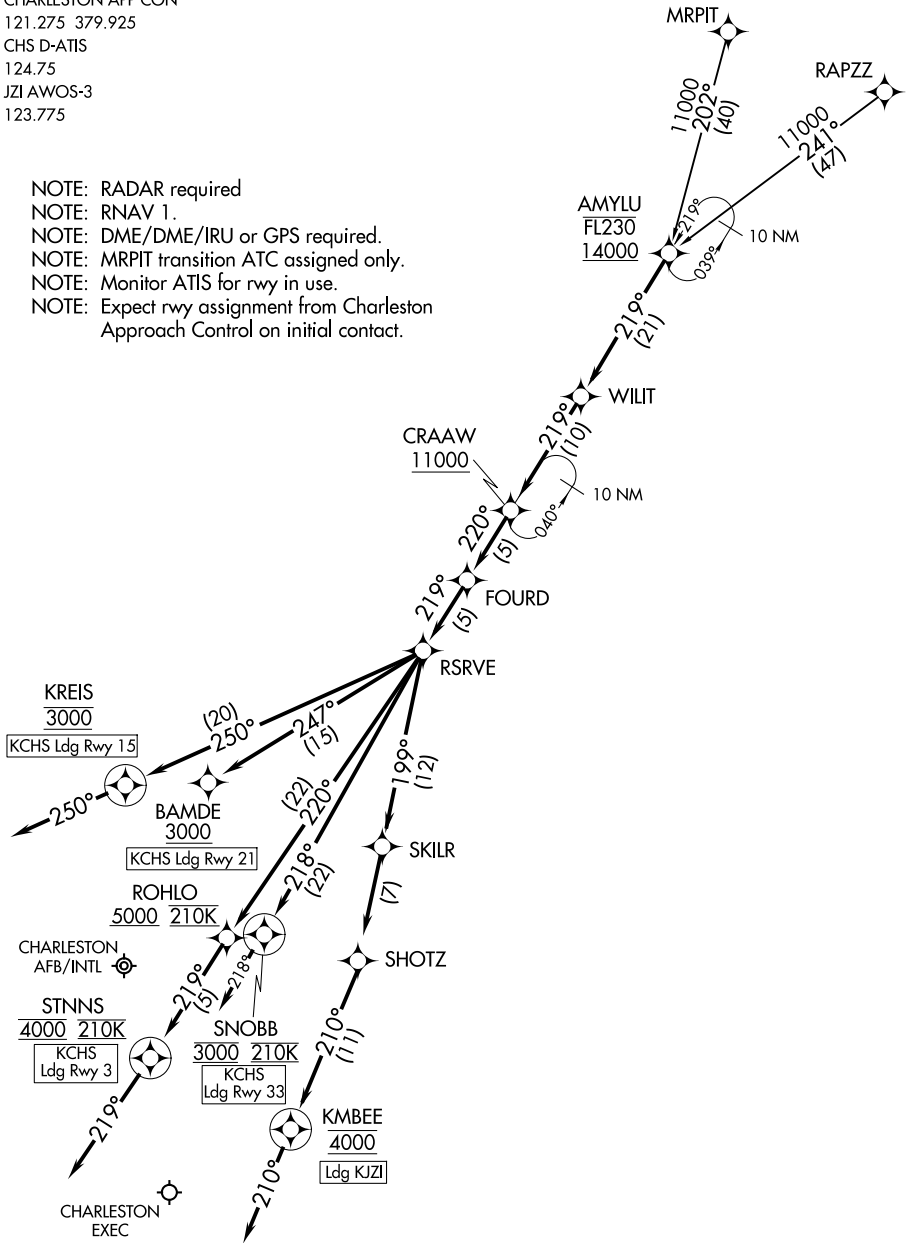 CHARLESTON APP CON
121.275 379.925
CHS D-ATIS
124.75
JZI AWOS-3
123.775
NOTE: RADAR required
NOTE: RNAV 1.
NOTE: DME/DME/IRU or GPS required.
NOTE: MRPIT transition ATC assigned only.
NOTE: Monitor ATIS for rwy in use.
NOTE: Expect rwy assignment from Charleston
Approach Control on initial contact.
MRPIT
RAPZZ
11000
202°
(40)
11000
241°
(47)
AMYLU
FL230
14000
219°
039°
10 NM
219°
(21)
WILIT
219°
(10)
CRAAW
11000
10 NM
040°
220°
(5)
FOURD
219°
(5)
RSRVE
KREIS
3000
KCHS Ldg Rwy 15
(20)
250°
250°
247°
(15)
BAMDE
3000
KCHS Ldg Rwy 21
(22)
220°
218°
(22)
199°
(12)
SKILR
(7)
SHOTZ
ROHLO
5000 210K
CHARLESTON
AFB/INTL
219°
(5)
218°
STNNS
4000 210K
KCHS
Ldg Rwy 3
219°
SNOBB
3000 210K
KCHS
Ldg Rwy 33
210°
(11)
KMBEE
4000
Ldg KJZI
210°
CHARLESTON
EXEC